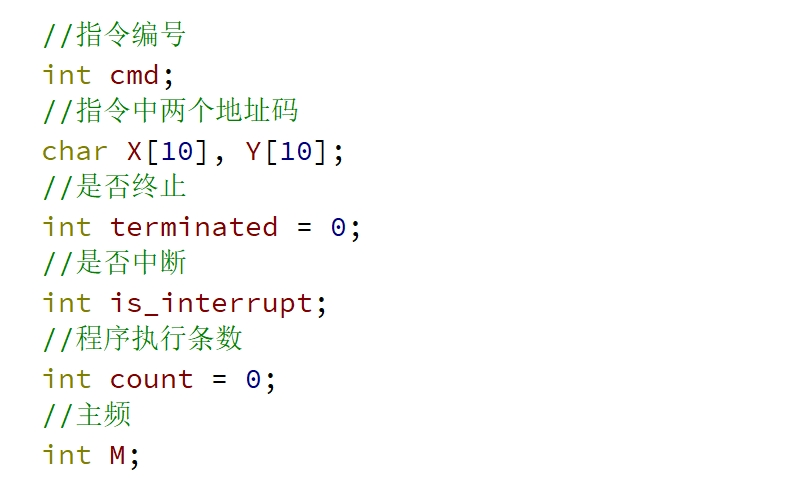 //指令编号
int cmd;
//指令中两个地址码
char X[10], Y[10];
//是否终止
int terminated = 0;
//是否中断
int is_interrupt;
//程序执行条数
int count = 0;
//主频
int M;